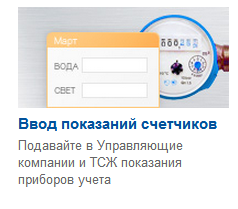 Март
ВОДА
СВЕТ
Ввод показаний счетчиков
Подавайте в Управляющие
компании и ТСЖ показания
приборов учета